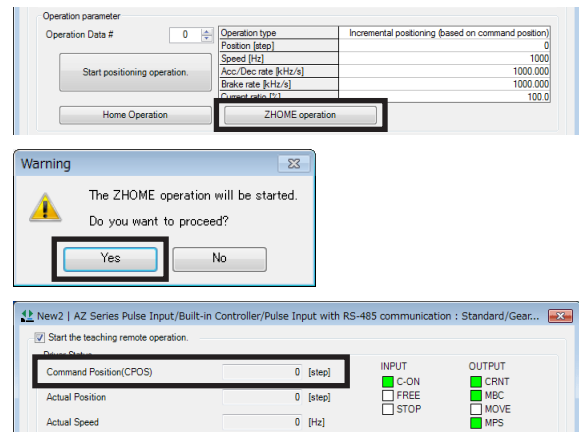 Operation parameter
Operation Data # 0 Operation type Incremental positioning (based on command position)
Position [step] 0
Speed [Hz] 1000
Start positioning operation. Acc/Dec rate [kHz/s] 1000.000
Brake rate [kHz/s] 1000.000
Current ratio [%] 100.0
Home Operation ZHOME operation
Warning
The ZHOME operation will be started.
Do you want to proceed?
Yes No
New2 | AZ Series Pulse Input/Built-in Controller/Pulse Input with RS-485 communication : Standard/Gear...
Start the teaching remote operation.
Driver Status
Command Position(CPOS) 0 [step] INPUT OUTPUT
C-ON CRNT
Actual Position 0 [step] FREE MBC
STOP MOVE
Actual Speed 0 [Hz] MPS